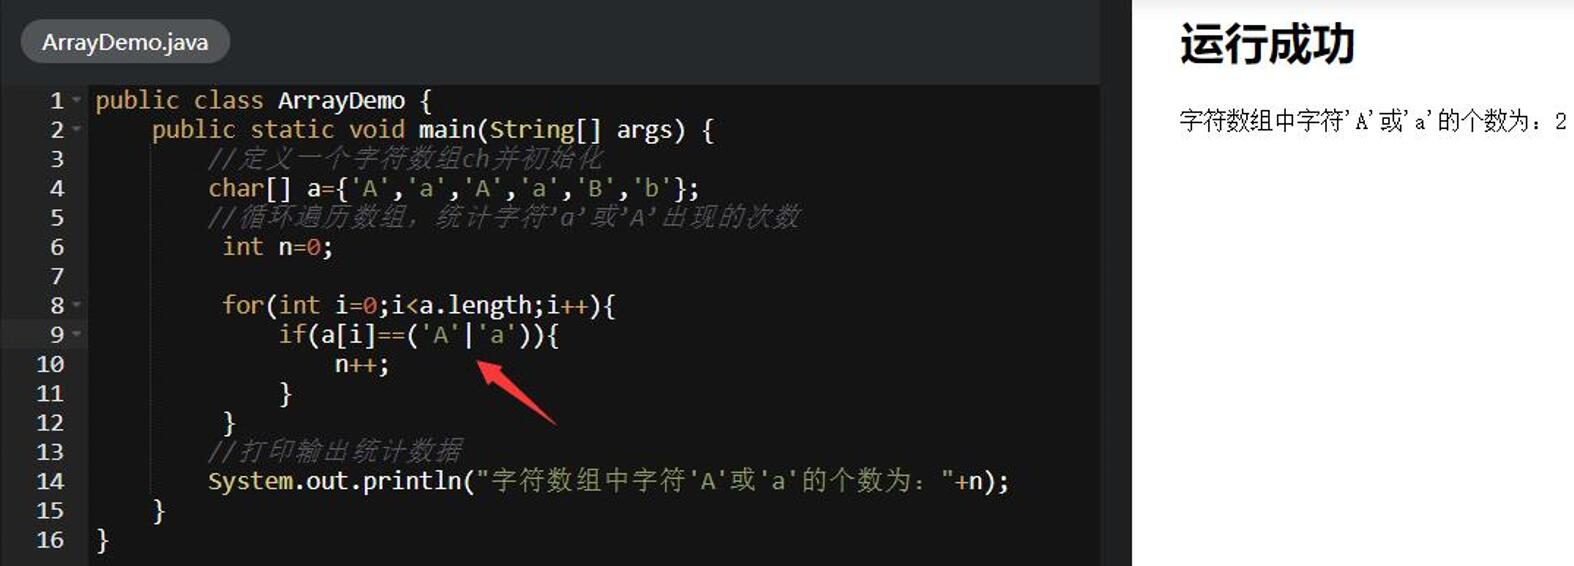 ArrayDemo.java
1 public class ArrayDemo {
2 public static void main(String[] args) {
3 //定义一个字符数组ch并初始化
4 char[] a={'A','a','A','a','B','b'};
5 //循环遍历数组，统计字符'a'或'A'出现的次数
6 int n=0;
7
8 for(int i=0;i<a.length;i++){
9 if(a[i]==('A'|'a')){
10 n++;
11 }
12 }
13 //打印输出统计数据
14 System.out.println("字符数组中字符'A'或'a'的个数为："+n);
15 }
16 }
运行成功
字符数组中字符'A'或'a'的个数为：2